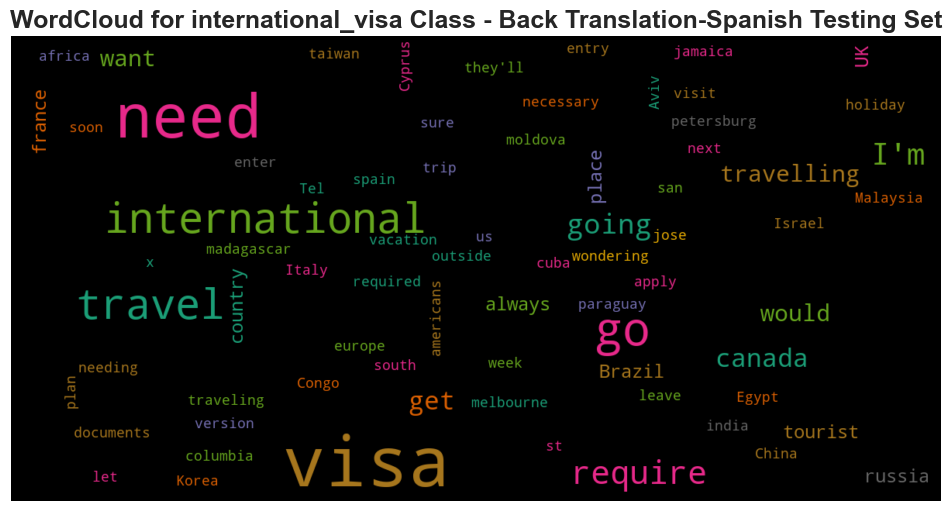 WordCloud for international_visa Class - Back Translation-Spanish Testing Set
africa
want
taiwan
Cyprus
they'll
entry
jamaica
UK
france
soon
need
sure
necessary
Aviv
visit
holiday
petersburg
moldova
enter
trip
place
next
I'm
Tel
spain
san
travelling
Malaysia
international
going
jose
Israel
madagascar
vacation
us
outside
cuba
wondering
x
Italy
required
apply
travel
country
americans
always
paraguay
would
go
europe
week
south
canada
needing
Congo
Brazil
plan
traveling
get
melbourne
leave
Egypt
documents
version
india
tourist
columbia
visa
st
China
let
Korea
require
russia